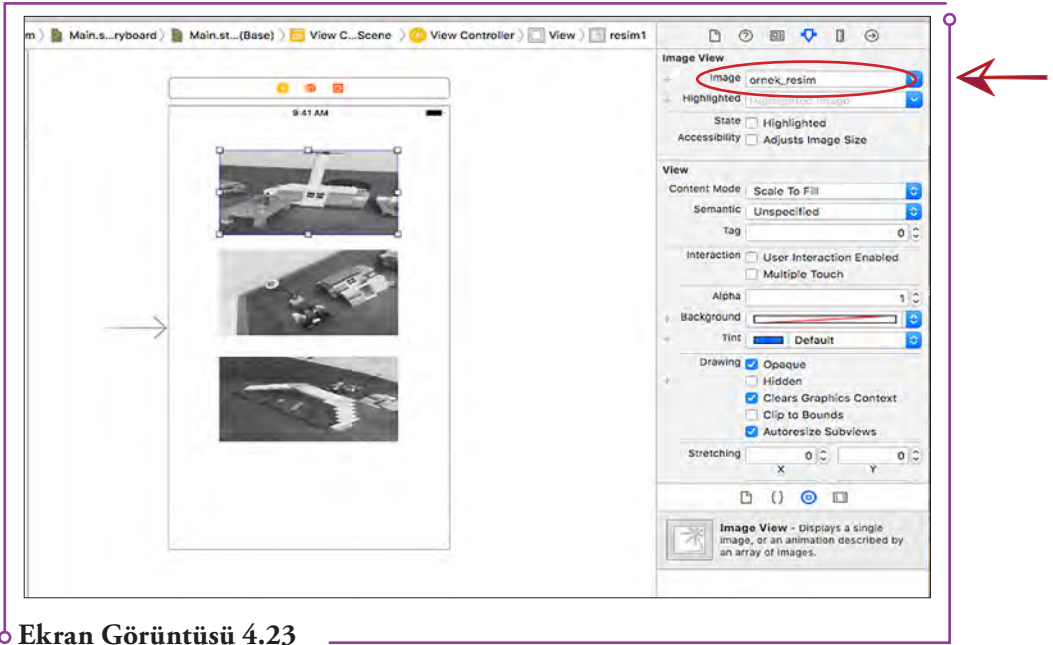 m 〉 Main.s...ryboard 〉 Main.st...(Base) 〉 View C...Scene 〉 View Controller 〉 View 〉 resim1
9:41 AM
Image View
Image ornek_resim
Highlighted Highlighted Image
State Highlighted
Accessibility Adjusts Image Size
View
Content Mode Scale To Fill
Semantic Unspecified
Tag 0
Interaction User Interaction Enabled
Multiple Touch
Alpha 1
Background
Tint Default
Drawing Opaque
Hidden
Clears Graphics Context
Clip to Bounds
Autoresize Subviews
Stretching 0 0
X Y
Image View - Displays a single
image, or an animation described by
an array of images.
Ekran Görüntüsü 4.23